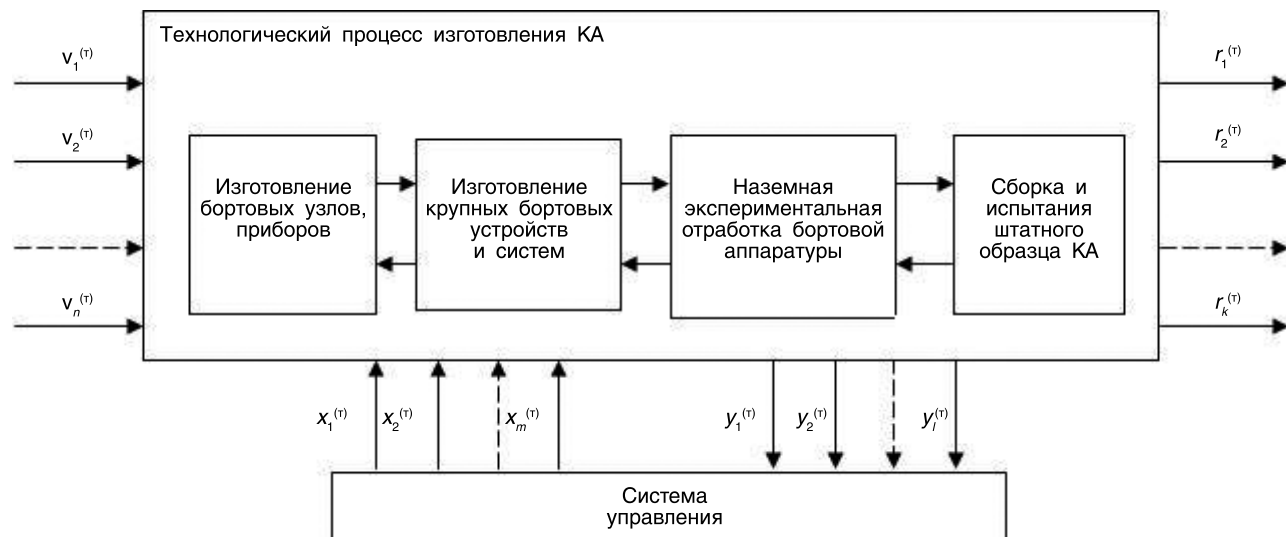 Технологический процесс изготовления КА
v₁⁽ᵀ⁾
v₂⁽ᵀ⁾
vₙ⁽ᵀ⁾
Изготовление
бортовых узлов,
приборов
Изготовление
крупных бортовых
устройств
и систем
Наземная
экспериментальная
отработка бортовой
аппаратуры
Сборка и
испытания
штатного
образца КА
r₁⁽ᵀ⁾
r₂⁽ᵀ⁾
rₖ⁽ᵀ⁾
x₁⁽ᵀ⁾ x₂⁽ᵀ⁾ xₘ⁽ᵀ⁾ y₁⁽ᵀ⁾ y₂⁽ᵀ⁾ yₗ⁽ᵀ⁾
Система
управления